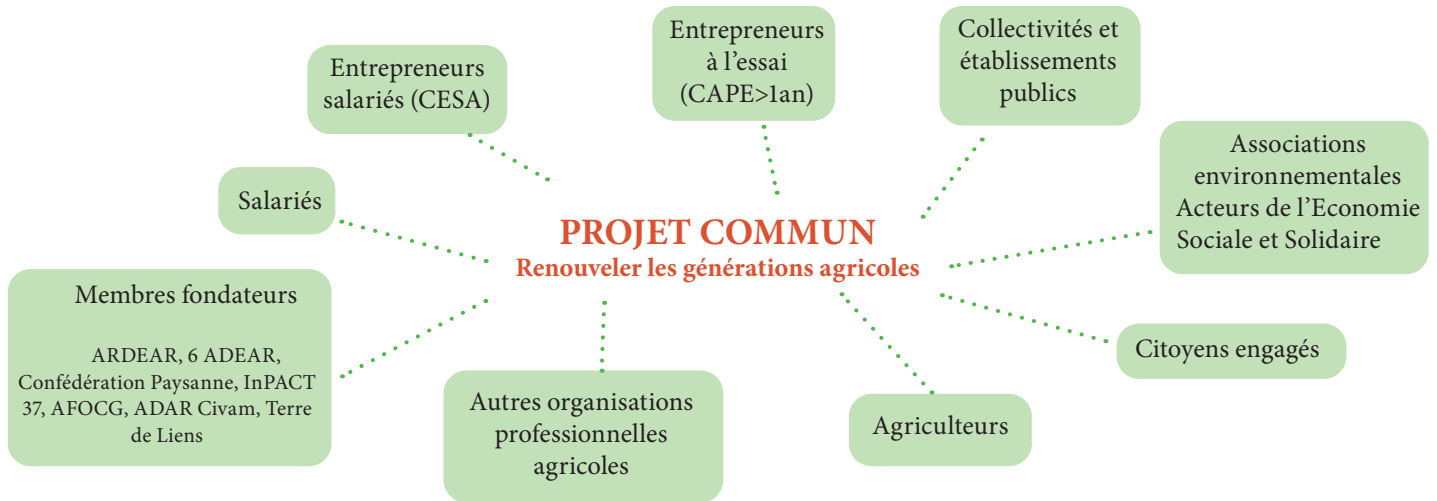 Entrepreneurs
salariés (CESA)
Entrepreneurs
à l'essai
(CAPE>1an)
Collectivités et
établissements
publics
Associations
environnementales
Acteurs de l'Economie
Sociale et Solidaire
Salariés
PROJET COMMUN
Renouveler les générations agricoles
Membres fondateurs
ARDEAR, 6 ADEAR,
Confédération Paysanne, InPACT
37, AFOCG, ADAR Civam, Terre
de Liens
Autres organisations
professionnelles
agricoles
Agriculteurs
Citoyens engagés